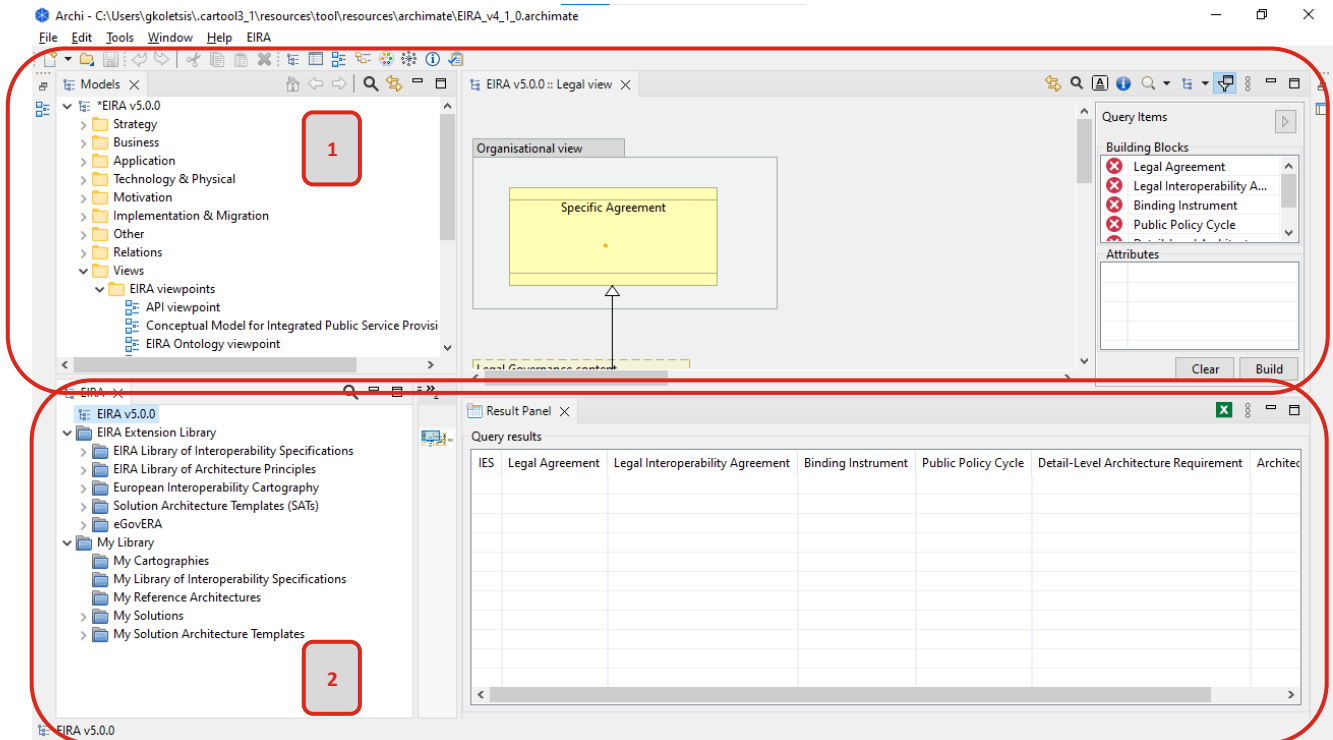 Archi - C:\Users\gkoletsis\.cartool3_1\resources\tool\resources\archimate\EIRA_v4_1_0.archimate
File Edit Tools Window Help EIRA
Models
*EIRA v5.0.0
Strategy
Business
Application
Technology & Physical
Motivation
Implementation & Migration
Other
Relations
Views
EIRA viewpoints
API viewpoint
Conceptual Model for Integrated Public Service Provisi
EIRA Ontology viewpoint
1
EIRA v5.0.0 :: Legal view
Organisational view
Specific Agreement
Legal Governance content
Query Items
Building Blocks
Legal Agreement
Legal Interoperability A...
Binding Instrument
Public Policy Cycle
Attributes
Clear Build
EIRA
2
EIRA v5.0.0
EIRA Extension Library
EIRA Library of Interoperability Specifications
EIRA Library of Architecture Principles
European Interoperability Cartography
Solution Architecture Templates (SATs)
eGovERA
My Library
My Cartographies
My Library of Interoperability Specifications
My Reference Architectures
My Solutions
My Solution Architecture Templates
2
Result Panel
Query results
IES Legal Agreement Legal Interoperability Agreement Binding Instrument Public Policy Cycle Detail-Level Architecture Requirement Architec
EIRA v5.0.0